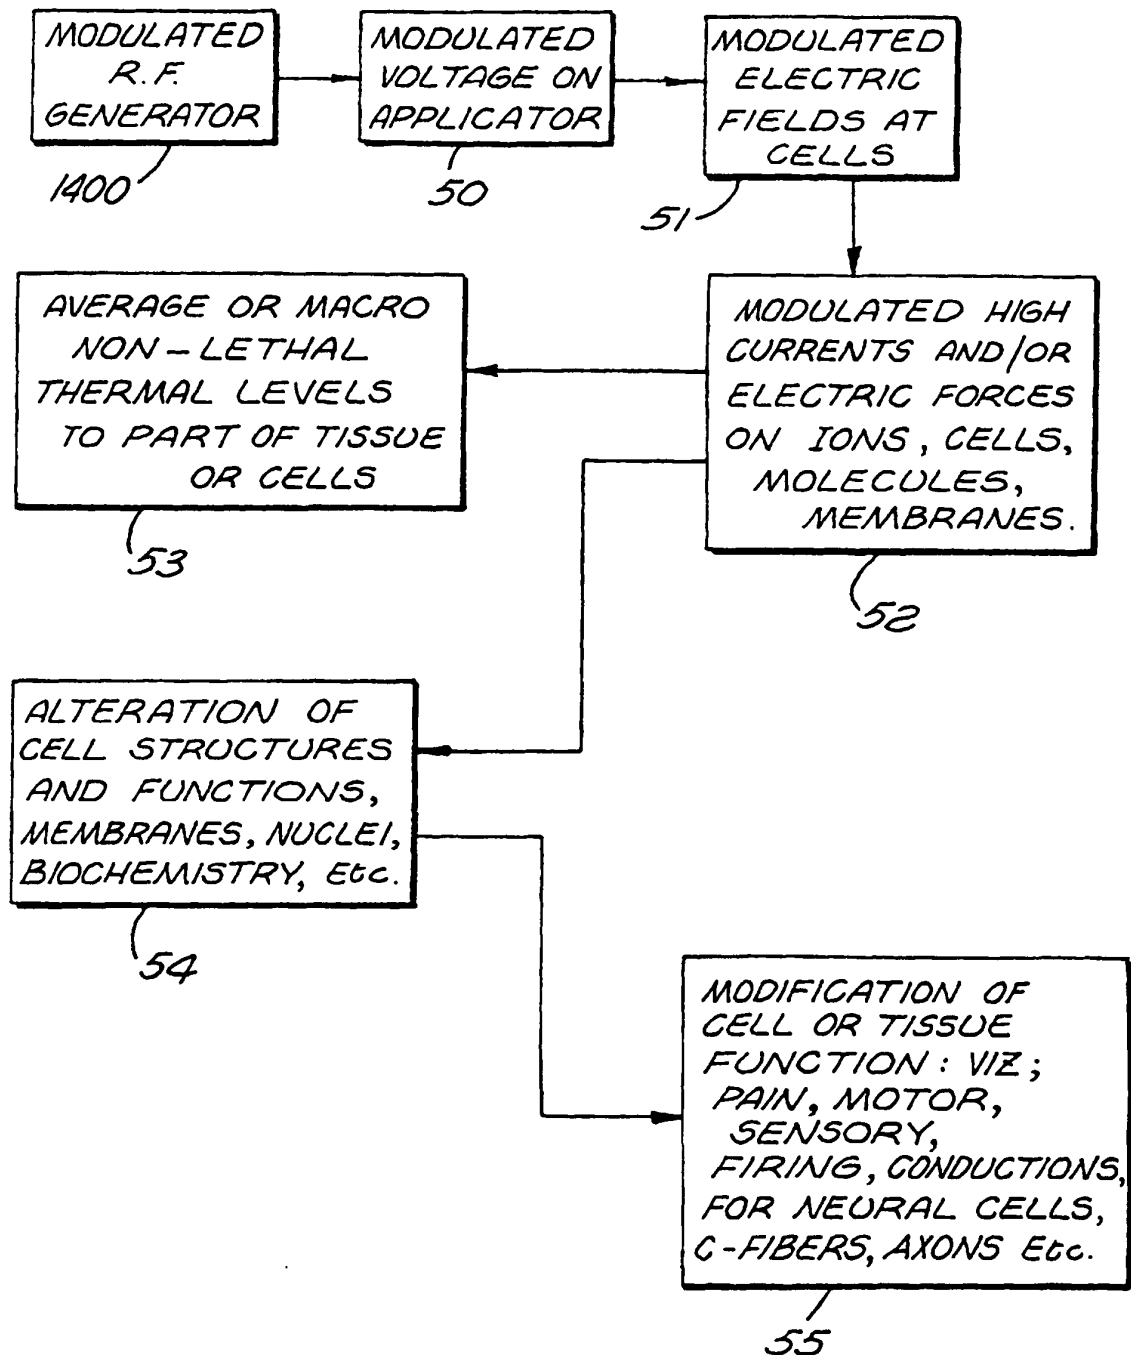 MODULATED
R.F.
GENERATOR
1400
MODULATED
VOLTAGE ON
APPLICATOR
50
MODULATED
ELECTRIC
FIELDS AT
CELLS
51
MODULATED HIGH
CURRENTS AND/OR
ELECTRIC FORCES
ON IONS, CELLS,
MOLECULES,
MEMBRANES.
52
AVERAGE OR MACRO
NON-LETHAL
THERMAL LEVELS
TO PART OF TISSUE
OR CELLS
53
ALTERATION OF
CELL STRUCTURES
AND FUNCTIONS,
MEMBRANES, NUCLEI,
BIOCHEMISTRY, Etc.
54
MODIFICATION OF
CELL OR TISSUE
FUNCTION: VIZ;
PAIN, MOTOR,
SENSORY,
FIRING, CONDUCTIONS,
FOR NEURAL CELLS,
C-FIBERS, AXONS Etc.
55